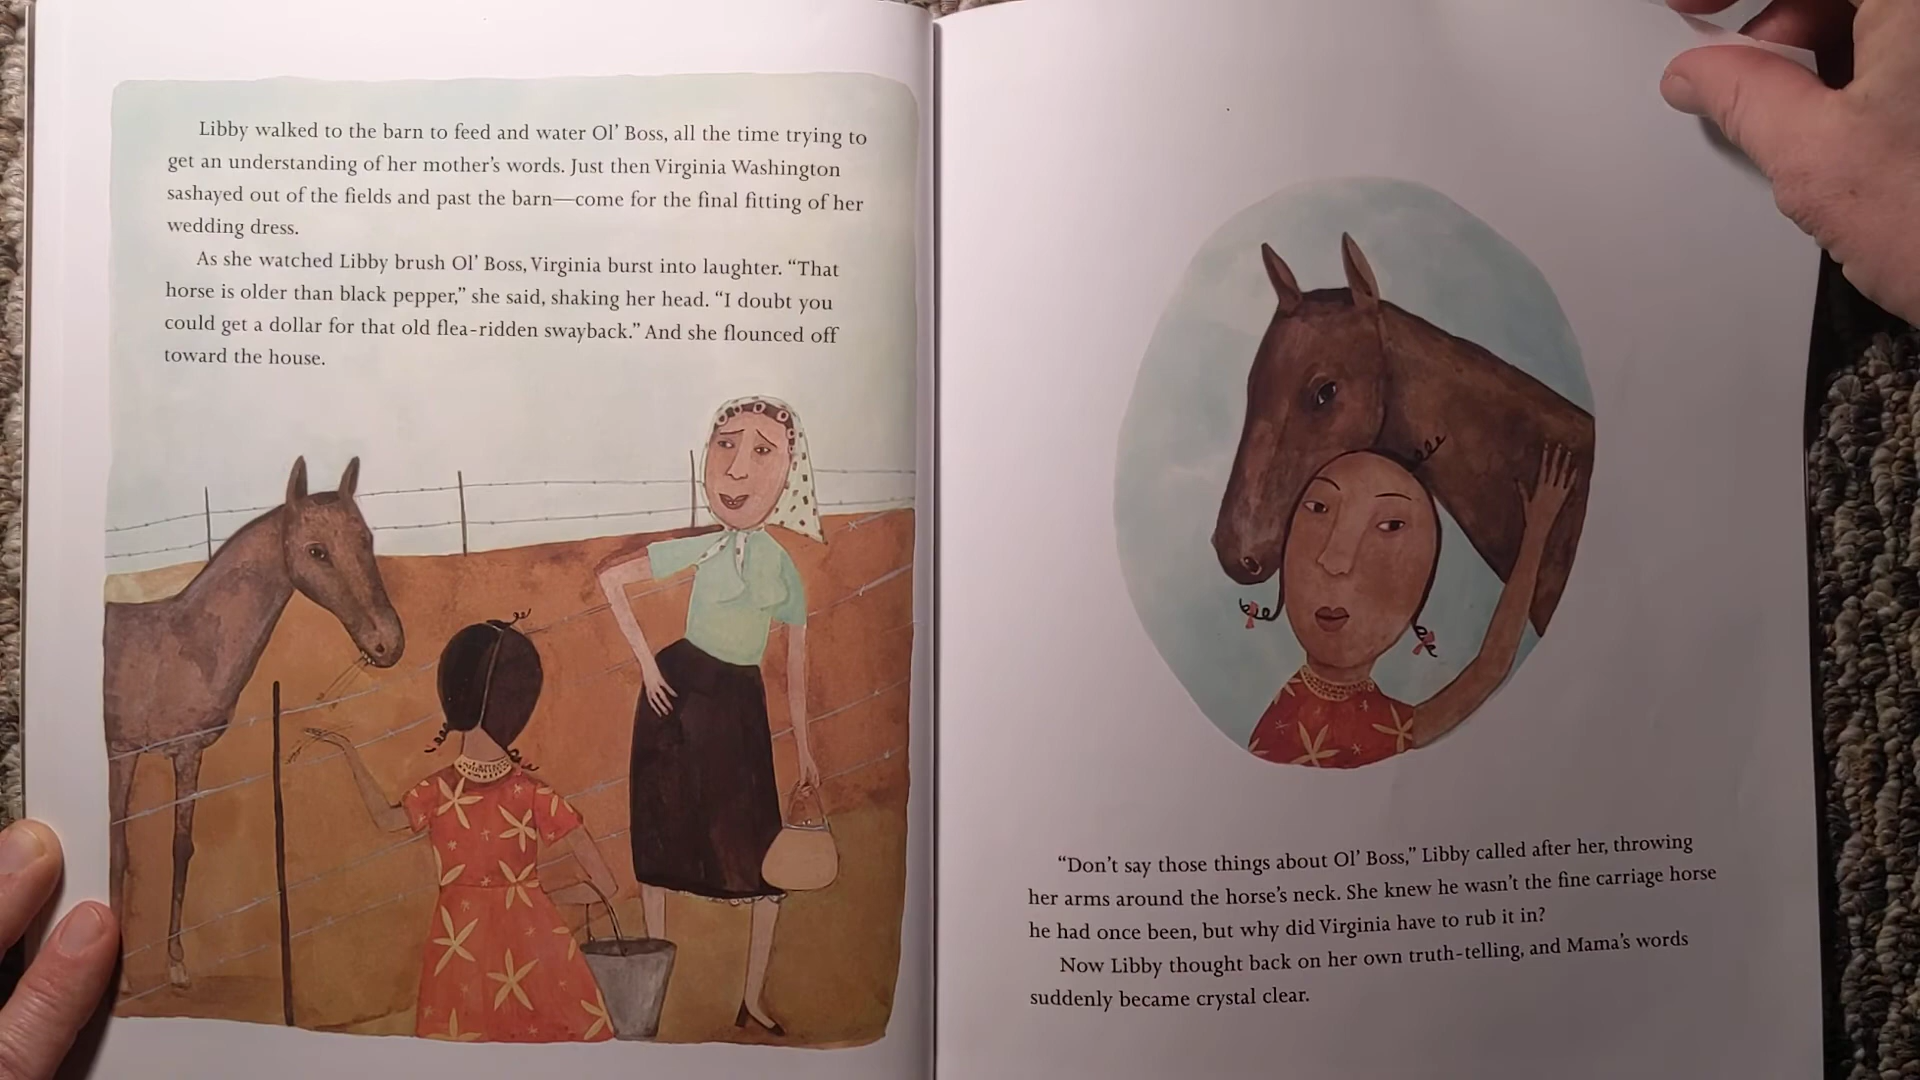 Libby walked to the barn to feed and water Ol’ Boss, all the time trying to
get an understanding of her mother’s words. Just then Virginia Washington
sashayed out of the fields and past the barn—come for the final fitting of her
wedding dress.
As she watched Libby brush Ol’ Boss, Virginia burst into laughter. “That
horse is older than black pepper,” she said, shaking her head. “I doubt you
could get a dollar for that old flea-ridden swayback.” And she flounced off
toward the house.
“Don’t say those things about Ol’ Boss,” Libby called after her, throwing
her arms around the horse’s neck. She knew he wasn’t the fine carriage horse
he had once been, but why did Virginia have to rub it in?
Now Libby thought back on her own truth-telling, and Mama’s words
suddenly became crystal clear.